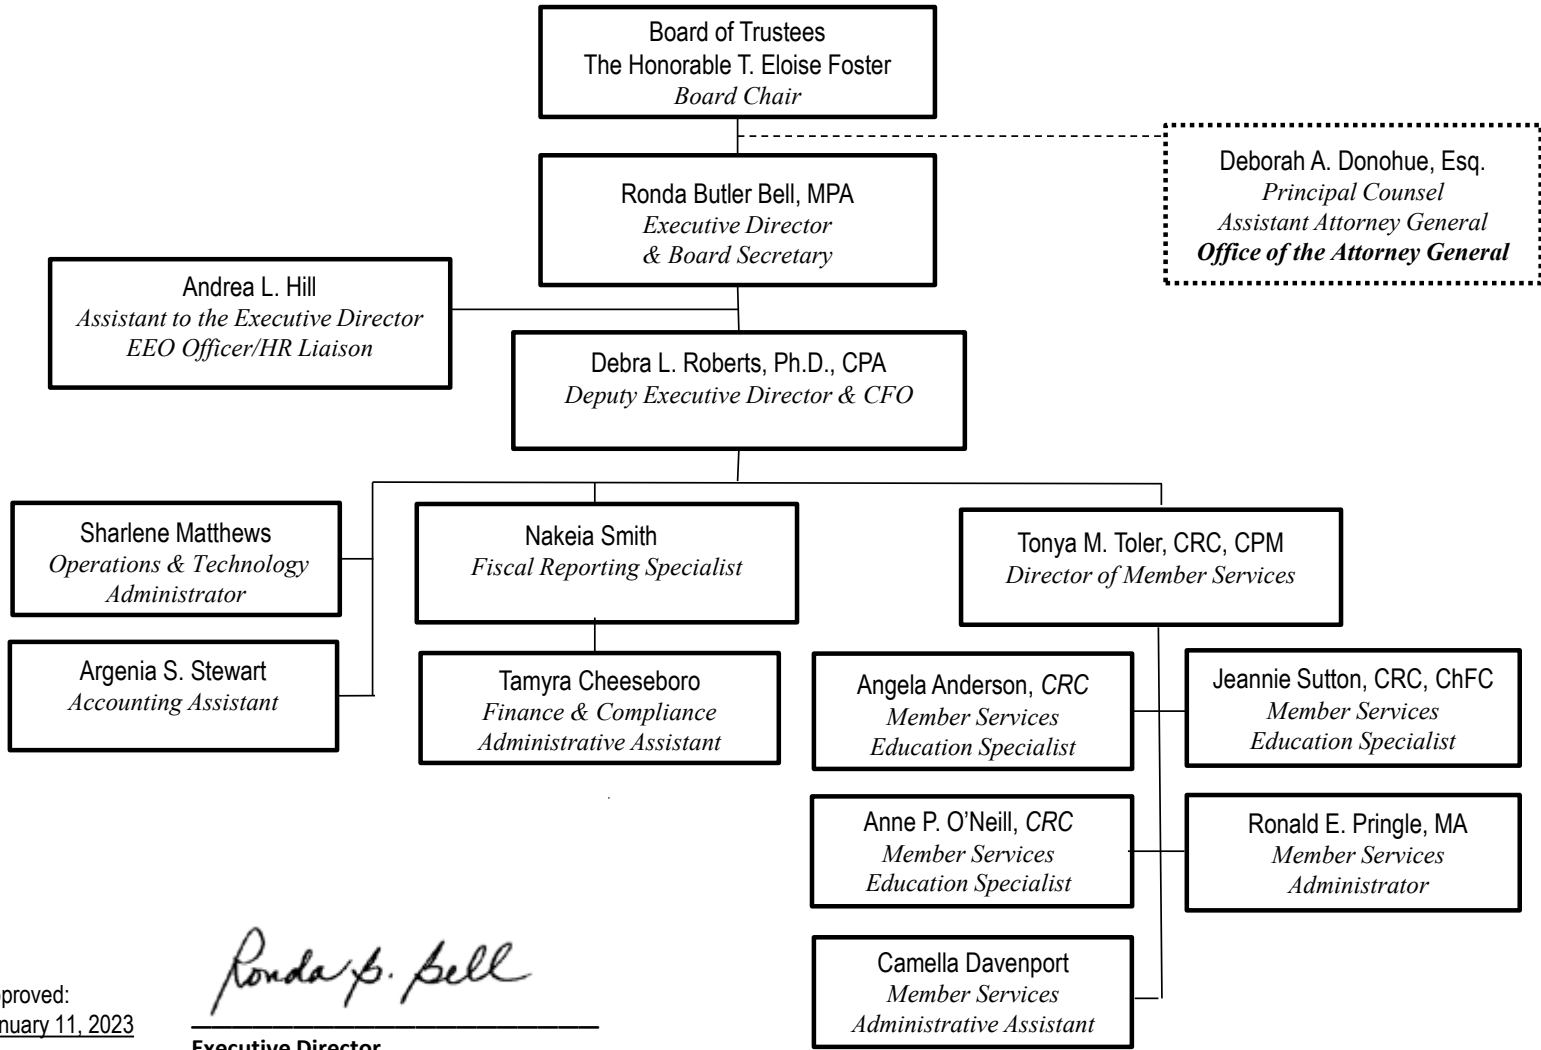 Board of Trustees
The Honorable T. Eloise Foster
Board Chair
Deborah A. Donohue, Esq.
Principal Counsel
Assistant Attorney General
Office of the Attorney General
Ronda Butler Bell, MPA
Executive Director
& Board Secretary
Andrea L. Hill
Assistant to the Executive Director
EEO Officer/HR Liaison
Debra L. Roberts, Ph.D., CPA
Deputy Executive Director & CFO
Sharlene Matthews
Operations & Technology
Administrator
Nakeia Smith
Fiscal Reporting Specialist
Tonya M. Toler, CRC, CPM
Director of Member Services
Argenia S. Stewart
Accounting Assistant
Tamyra Cheeseboro
Finance & Compliance
Administrative Assistant
Angela Anderson, CRC
Member Services
Education Specialist
Jeannie Sutton, CRC, ChFC
Member Services
Education Specialist
Anne P. O'Neill, CRC
Member Services
Education Specialist
Ronald E. Pringle, MA
Member Services
Administrator
Camella Davenport
Member Services
Administrative Assistant
Ronda B. Bell
proved:
nuary 11, 2023
Executive Director